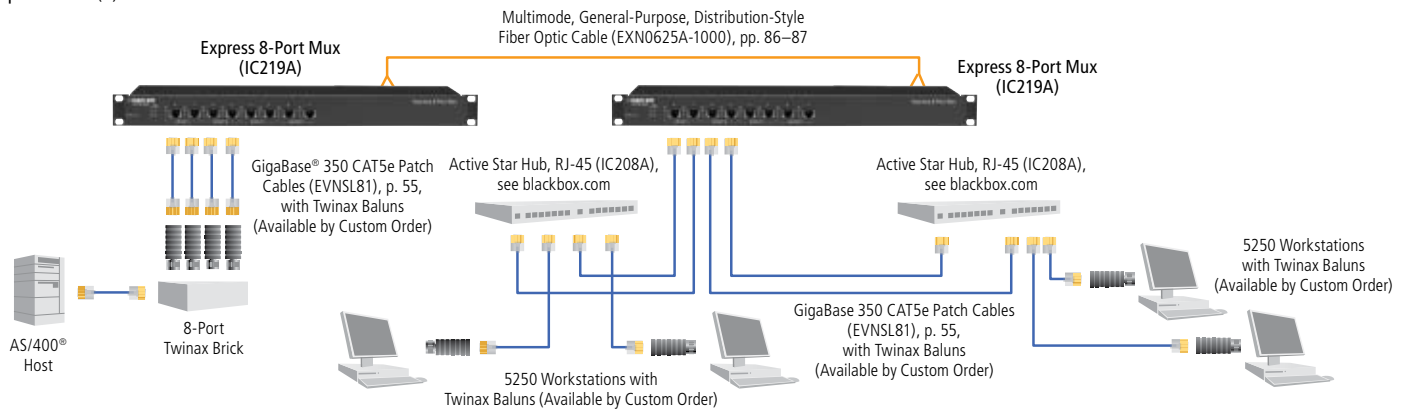 Multimode, General-Purpose, Distribution-Style
Fiber Optic Cable (EXN0625A-1000), pp. 86–87
Express 8-Port Mux
(IC219A)
Express 8-Port Mux
(IC219A)
GigaBase® 350 CAT5e Patch
Cables (EVNSL81), p. 55,
with Twinax Baluns
(Available by Custom Order)
Active Star Hub, RJ-45 (IC208A),
see blackbox.com
Active Star Hub, RJ-45 (IC208A),
see blackbox.com
5250 Workstations
with Twinax Baluns
(Available by Custom Order)
AS/400®
Host
8-Port
Twinax Brick
GigaBase 350 CAT5e Patch Cables
(EVNSL81), p. 55,
with Twinax Baluns
(Available by Custom Order)
5250 Workstations with
Twinax Baluns (Available by Custom Order)